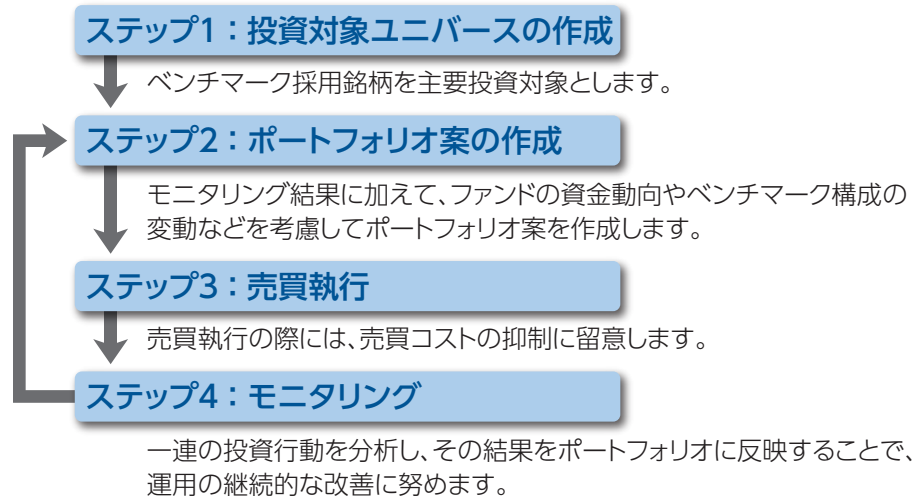 ステップ1：投資対象ユニバースの作成
ベンチマーク採用銘柄を主要投資対象とします。
ステップ2：ポートフォリオ案の作成
モニタリング結果に加えて、ファンドの資金動向やベンチマーク構成の
変動などを考慮してポートフォリオ案を作成します。
ステップ3：売買執行
売買執行の際には、売買コストの抑制に留意します。
ステップ4：モニタリング
一連の投資行動を分析し、その結果をポートフォリオに反映することで、
運用の継続的な改善に努めます。